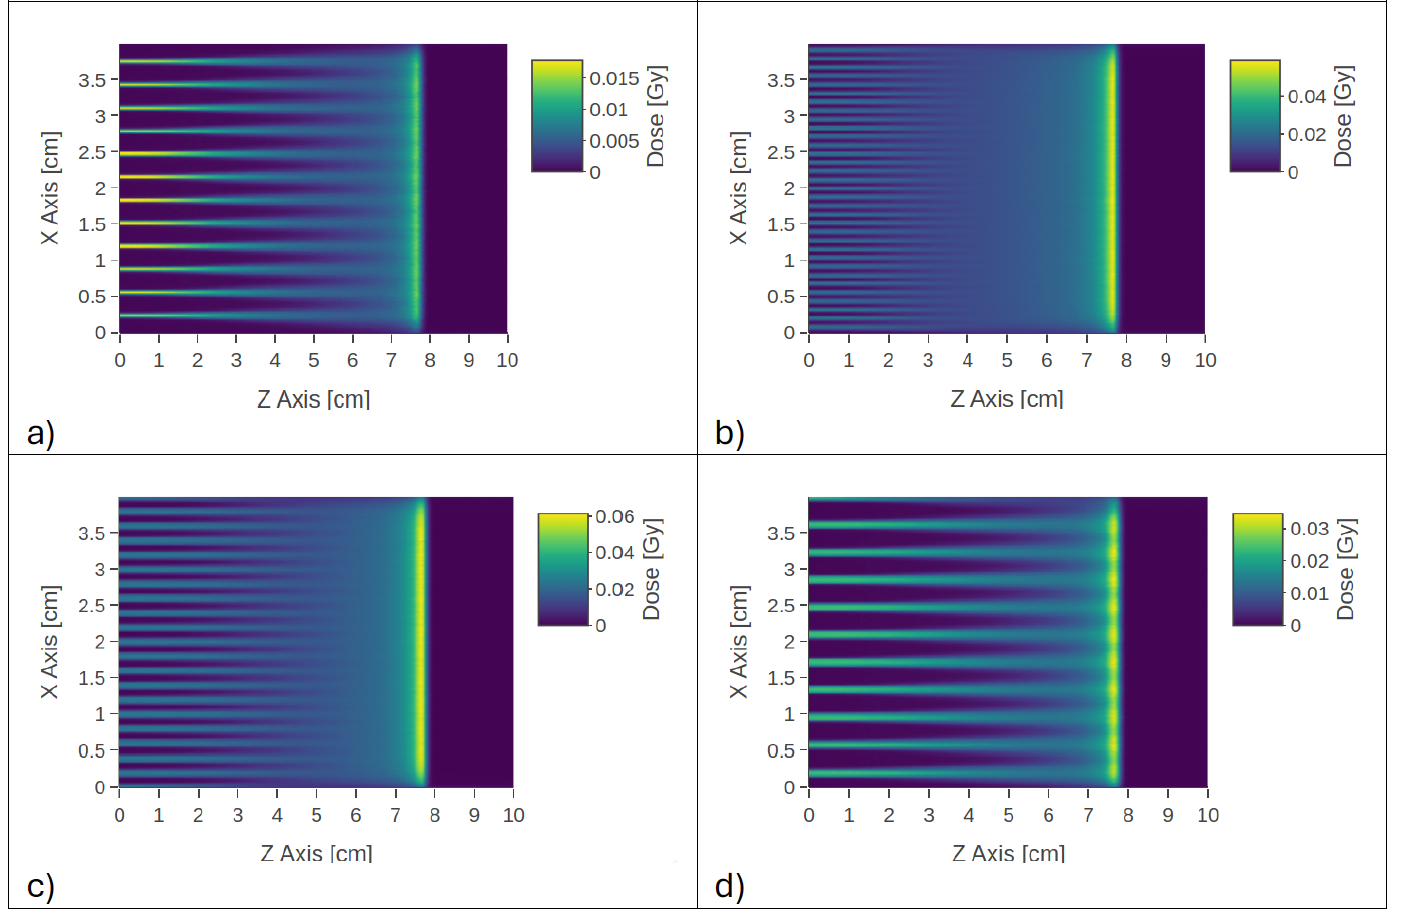 X Axis [cm]
3.5
3
2.5
2
1.5
1
0.5
0
0 1 2 3 4 5 6 7 8 9 10
Z Axis [cm]
0.015
0.01
0.005
0
Dose [Gy]
a)
X Axis [cm]
3.5
3
2.5
2
1.5
1
0.5
0
0 1 2 3 4 5 6 7 8 9 10
Z Axis [cm]
0.04
0.02
0
Dose [Gy]
b)
X Axis [cm]
3.5
3
2.5
2
1.5
1
0.5
0
0 1 2 3 4 5 6 7 8 9 10
Z Axis [cm]
0.06
0.04
0.02
0
Dose [Gy]
c)
X Axis [cm]
3.5
3
2.5
2
1.5
1
0.5
0
0 1 2 3 4 5 6 7 8 9 10
Z Axis [cm]
0.03
0.02
0.01
0
Dose [Gy]
d)